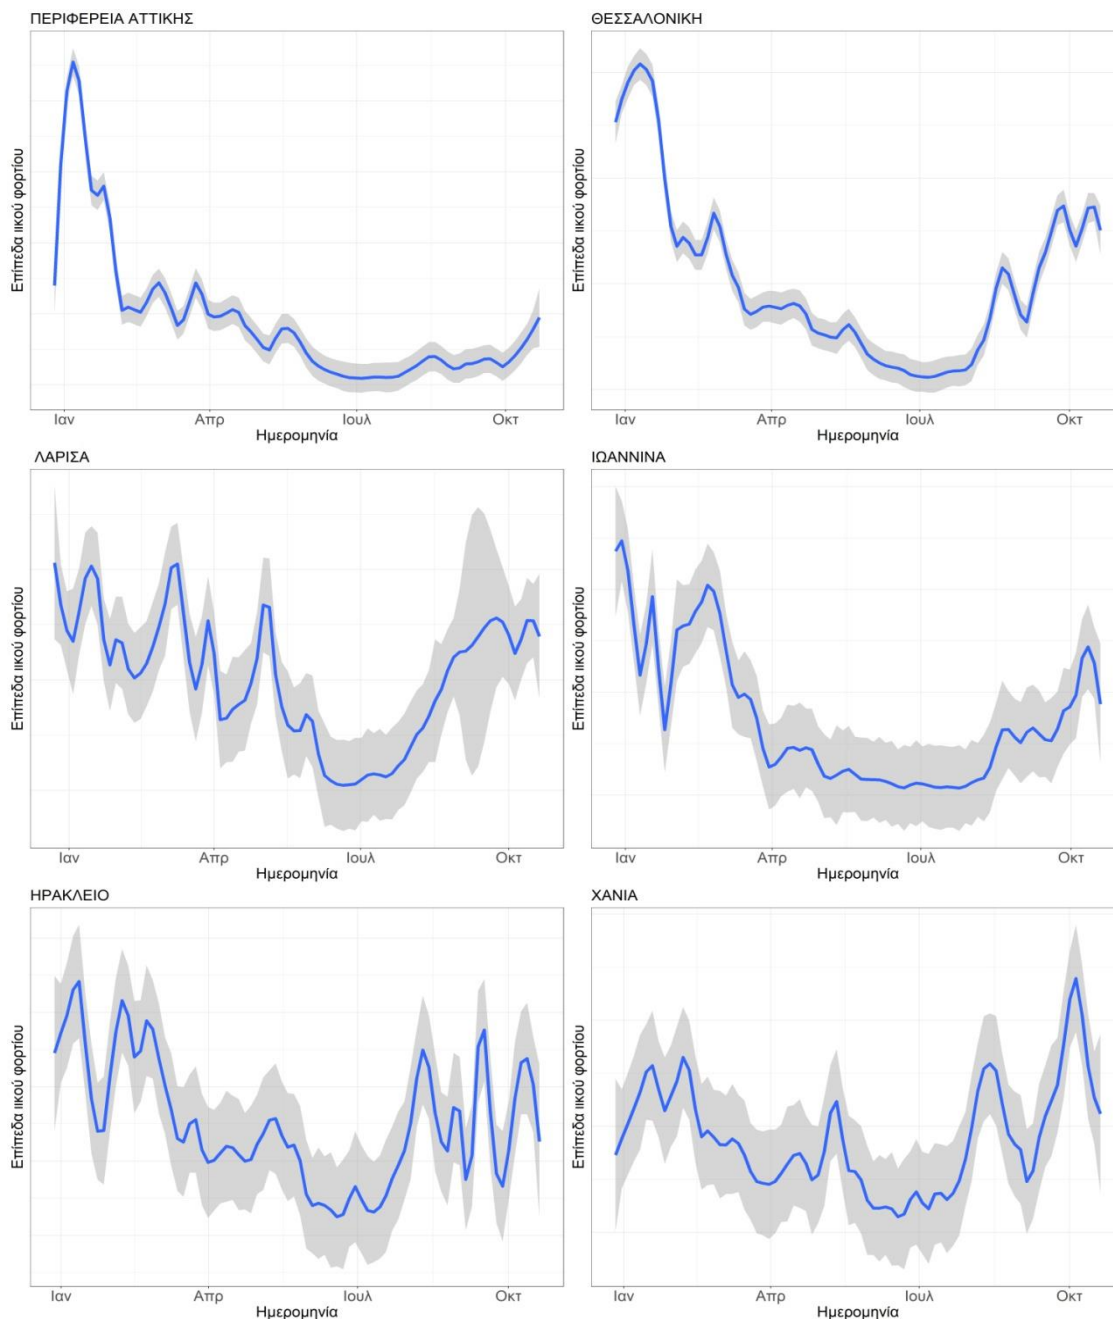 ΠΕΡΙΦΕΡΕΙΑ ΑΤΤΙΚΗΣ
Επίπεδα ιικού φορτίου
Ιαν Απρ Ιουλ Οκτ
Ημερομηνία
ΘΕΣΣΑΛΟΝΙΚΗ
Επίπεδα ιικού φορτίου
Ιαν Απρ Ιουλ Οκτ
Ημερομηνία
ΛΑΡΙΣΑ
Επίπεδα ιικού φορτίου
Ιαν Απρ Ιουλ Οκτ
Ημερομηνία
ΙΩΑΝΝΙΝΑ
Επίπεδα ιικού φορτίου
Ιαν Απρ Ιουλ Οκτ
Ημερομηνία
ΗΡΑΚΛΕΙΟ
Επίπεδα ιικού φορτίου
Ιαν Απρ Ιουλ Οκτ
Ημερομηνία
ΧΑΝΙΑ
Επίπεδα ιικού φορτίου
Ιαν Απρ Ιουλ Οκτ
Ημερομηνία